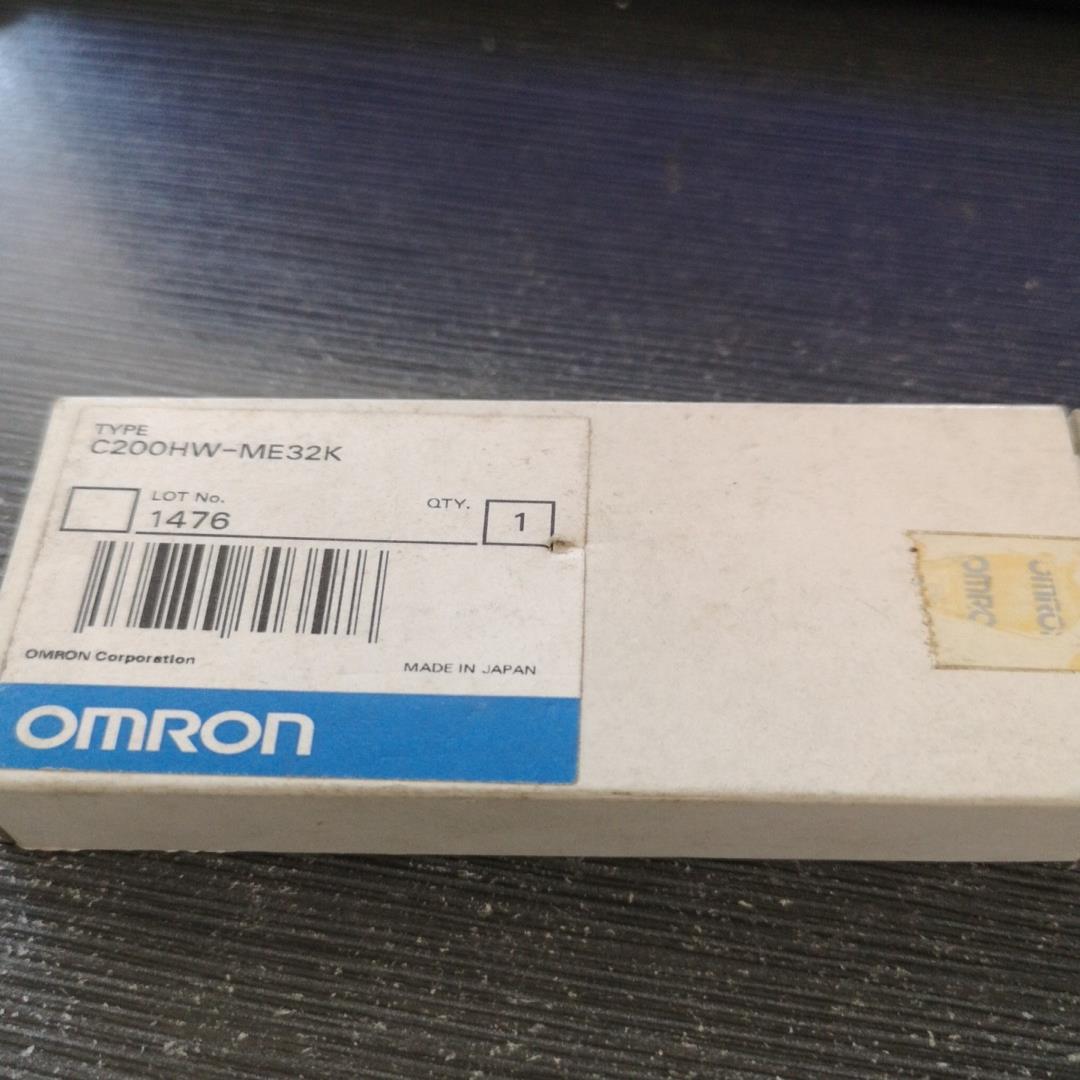 TYPE
C200HW-ME32K
LOT No.
1476
QTY.
1
OMRON Corporation
MADE IN JAPAN
OMRON